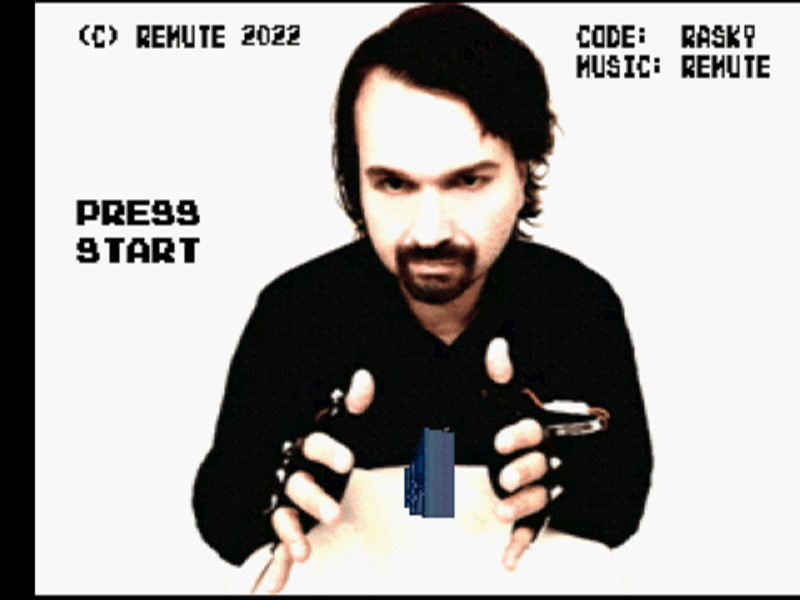 (C) REMUTE 2022
CODE: RASKY
MUSIC: REMUTE
PRESS
START